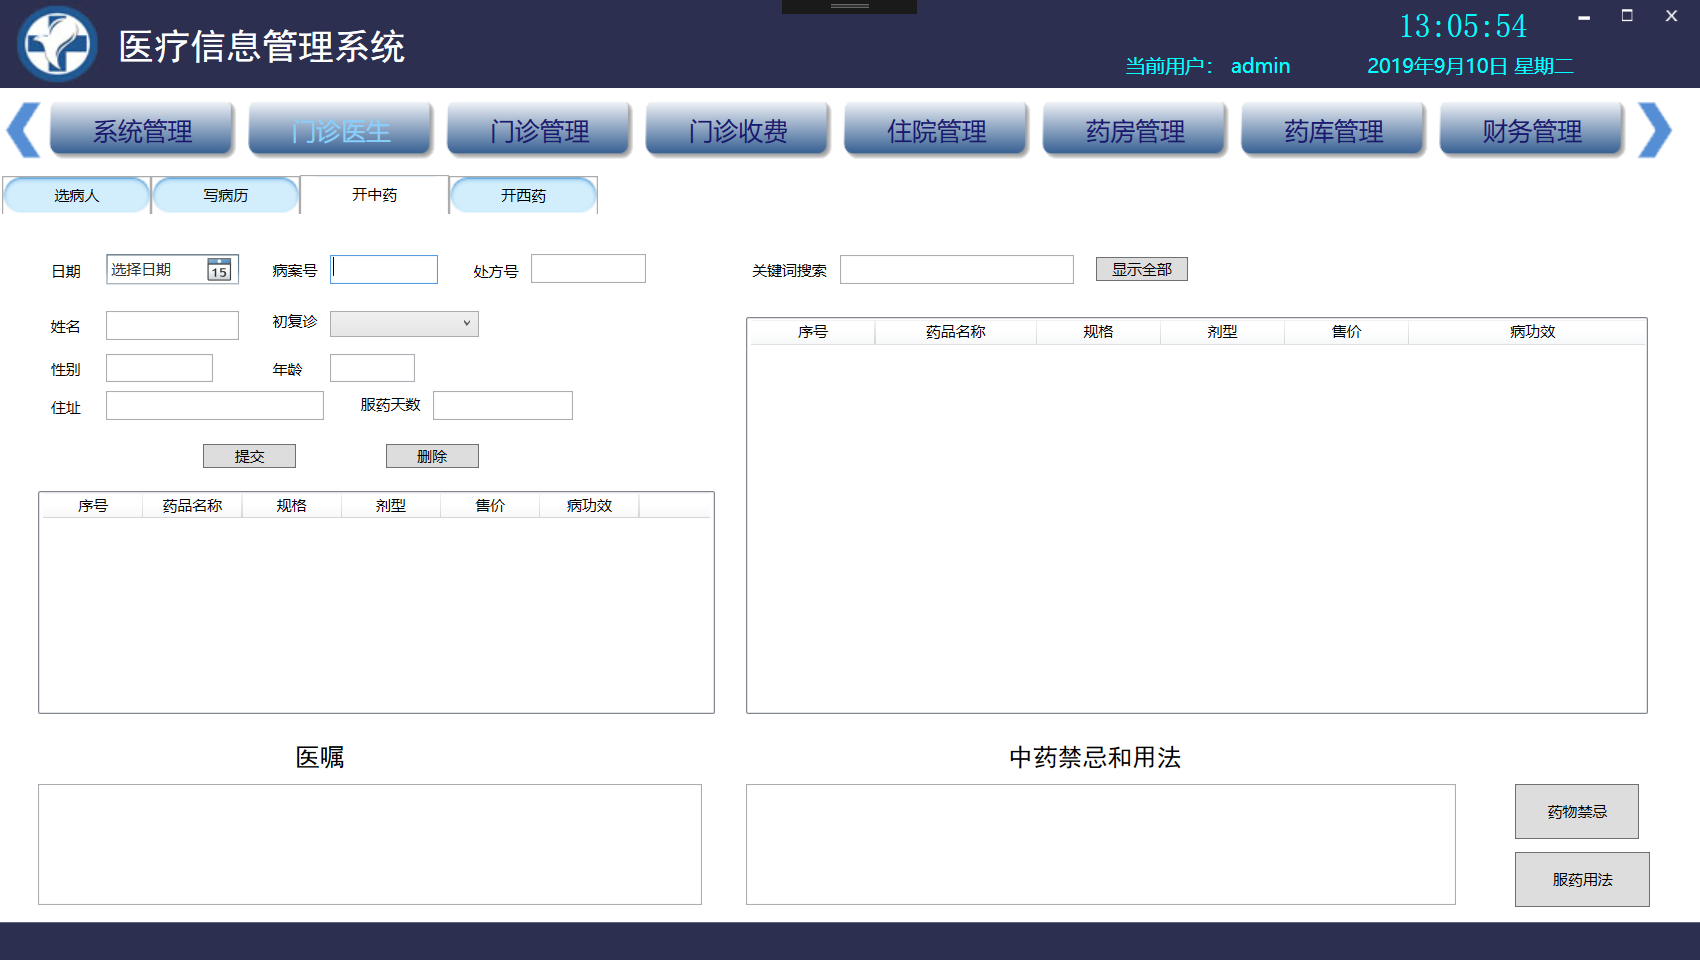 医疗信息管理系统
13:05:54
当前用户： admin
2019年9月10日 星期二
系统管理 门诊医生 门诊管理 门诊收费 住院管理 药房管理 药库管理 财务管理
选病人 写病历 开中药 开西药
日期 选择日期 15 病案号 处方号 关键词搜索 显示全部
姓名 初复诊
性别 年龄
住址 服药天数
提交 删除
序号 药品名称 规格 剂型 售价 病功效
序号 药品名称 规格 剂型 售价 病功效
医嘱
中药禁忌和用法
药物禁忌
服药用法